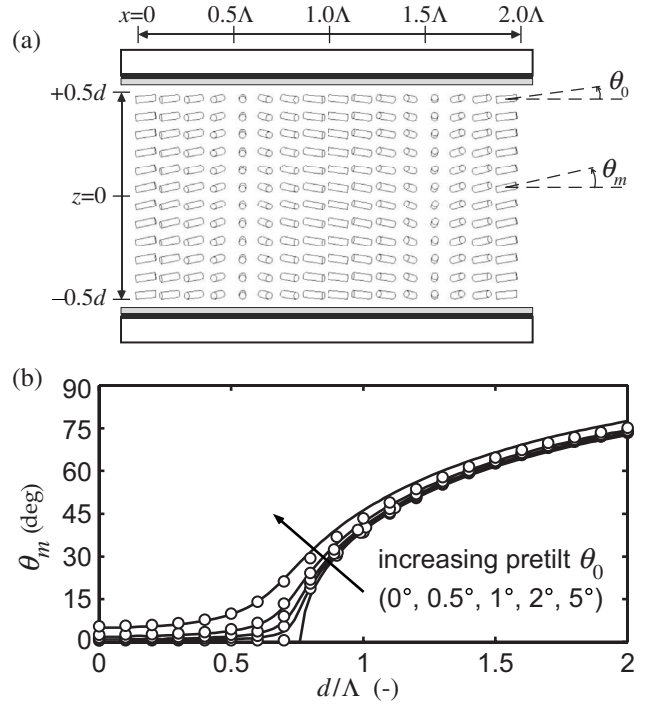 x=0 0.5Λ 1.0Λ 1.5Λ 2.0Λ
(a)
+0.5d
θ0
θm
z=0
−0.5d
(b)
90
75
60
45
30
15
0
θm (deg)
increasing pretilt θ0
(0°, 0.5°, 1°, 2°, 5°)
0 0.5 1 1.5 2
d/Λ (-)